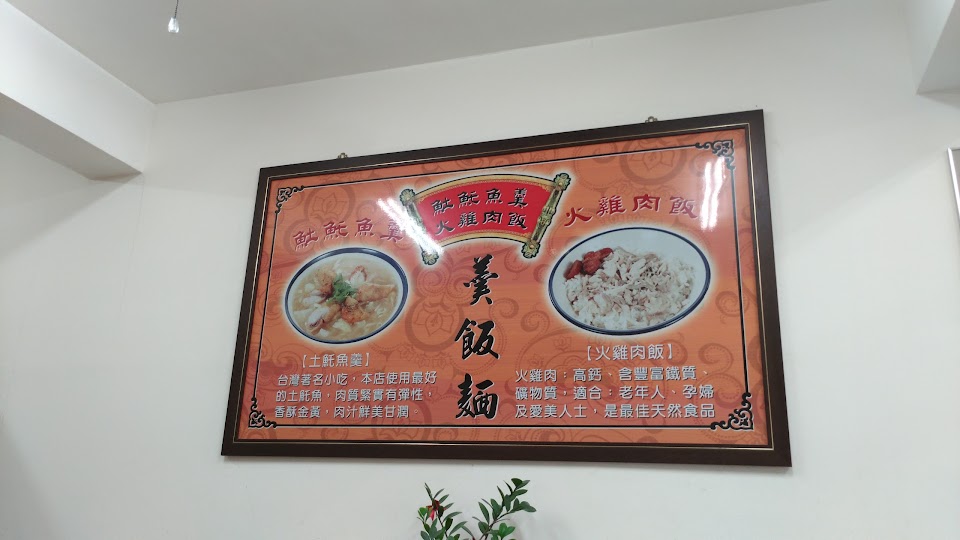 魠魠魚羹
火雞肉飯
𩵚魠魚羹
火雞肉飯
羹飯麵
【土魠魚羹】
台灣著名小吃，本店使用最好
的土魠魚，肉質緊實有彈性，
香酥金黃，肉汁鮮美甘潤
【火雞肉飯】
火雞肉：高鈣、含豐富鐵質、
礦物質，適合：老年人、孕婦
及愛美人士，是最佳天然食品